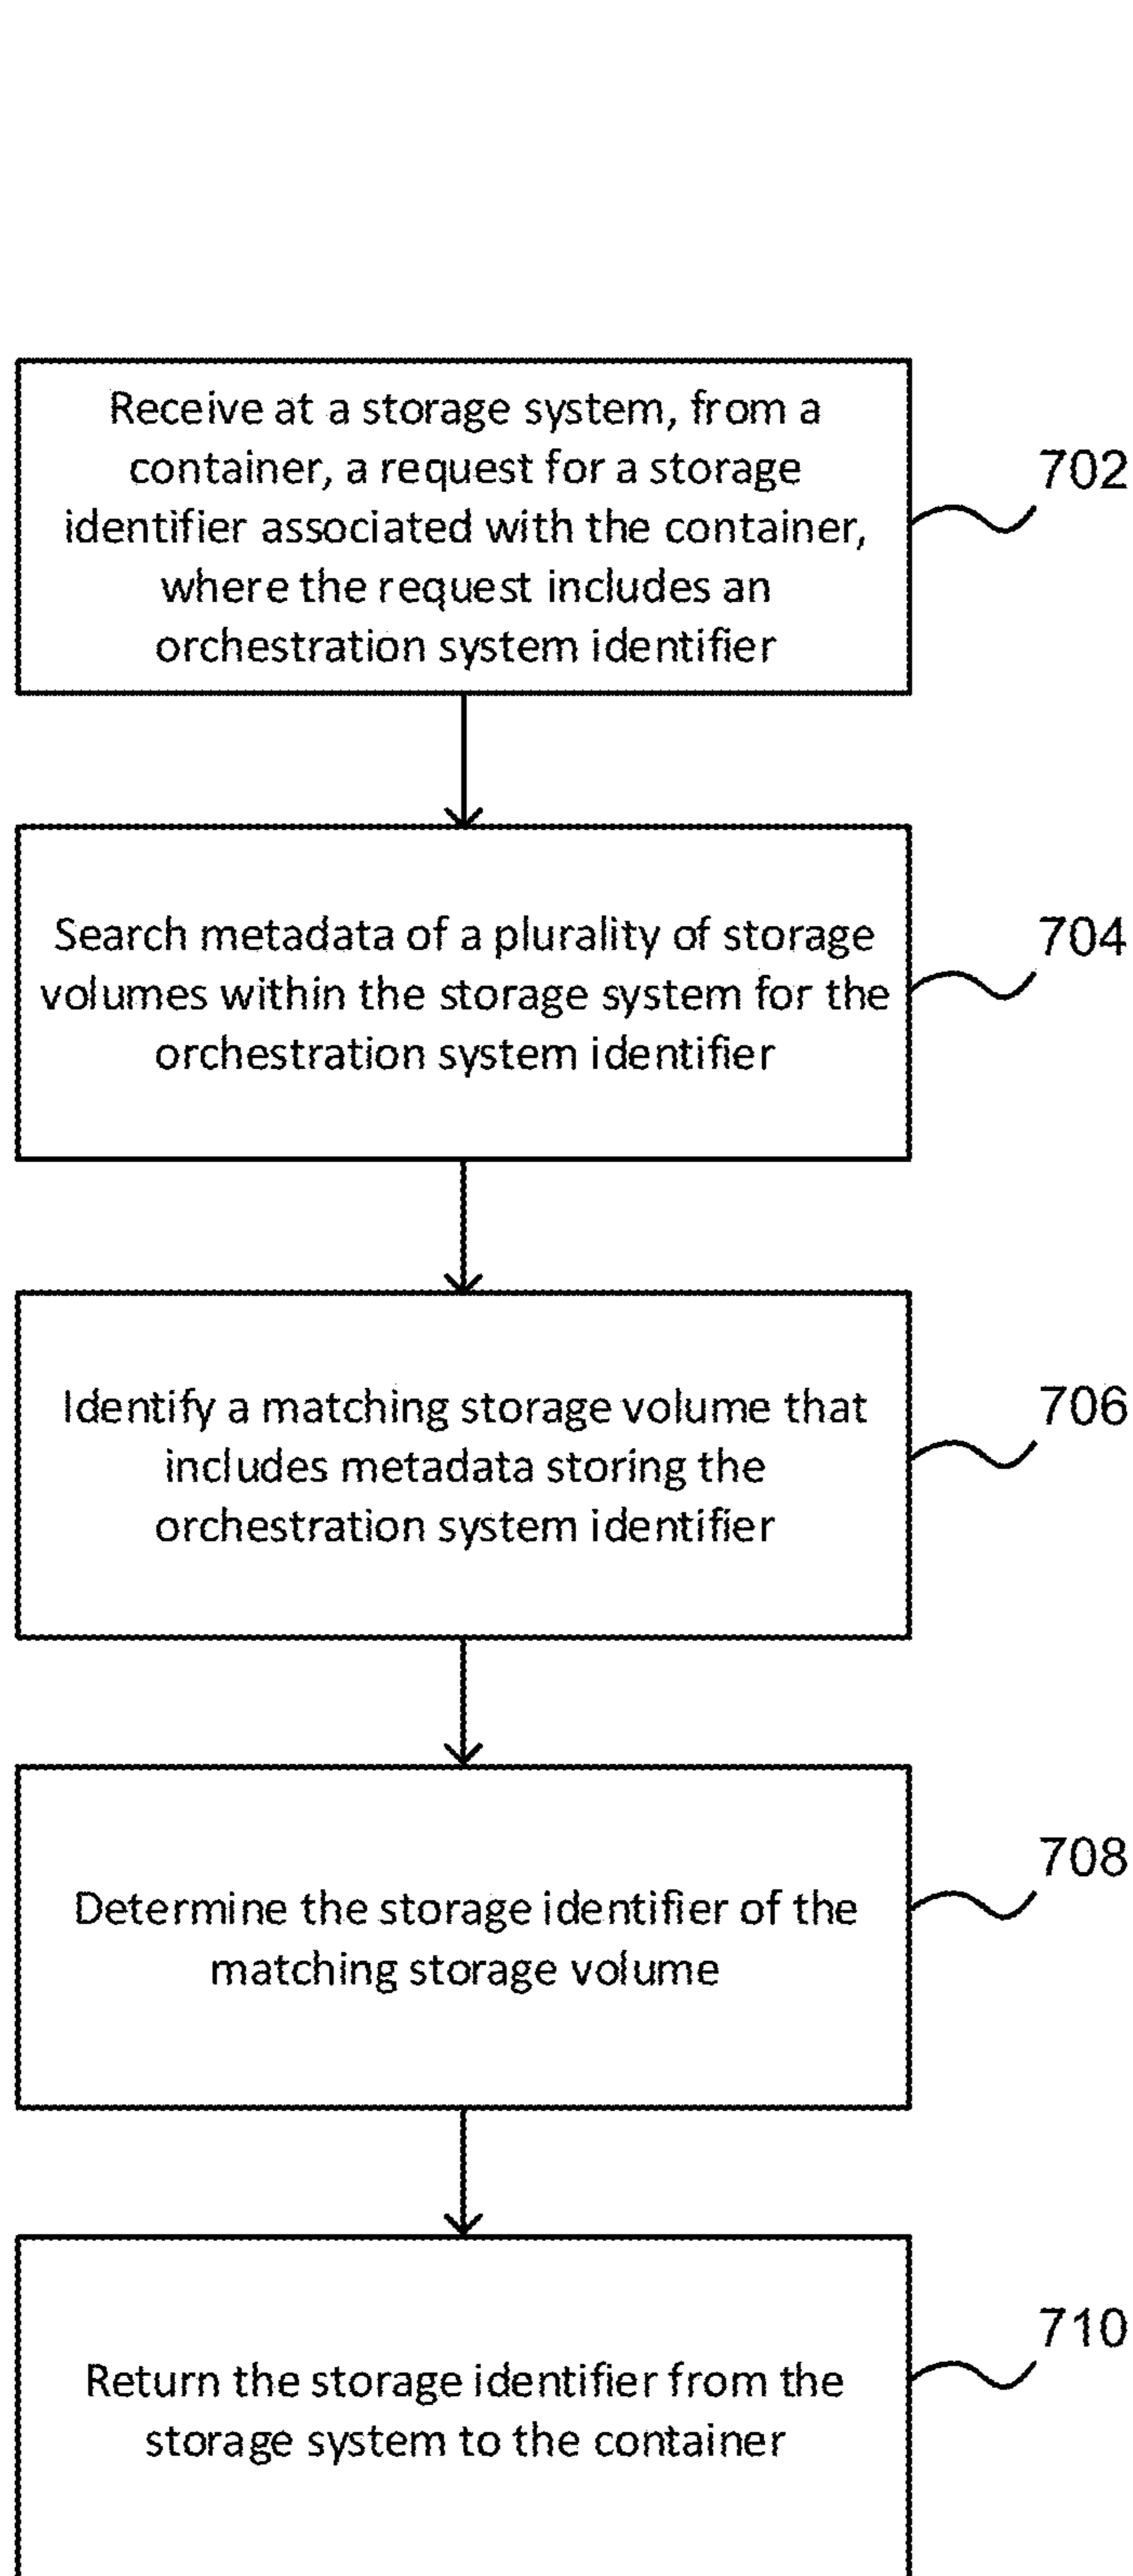 Receive at a storage system, from a
container, a request for a storage
identifier associated with the container,
where the request includes an
orchestration system identifier
702
Search metadata of a plurality of storage
volumes within the storage system for the
orchestration system identifier
704
Identify a matching storage volume that
includes metadata storing the
orchestration system identifier
706
Determine the storage identifier of the
matching storage volume
708
Return the storage identifier from the
storage system to the container
710